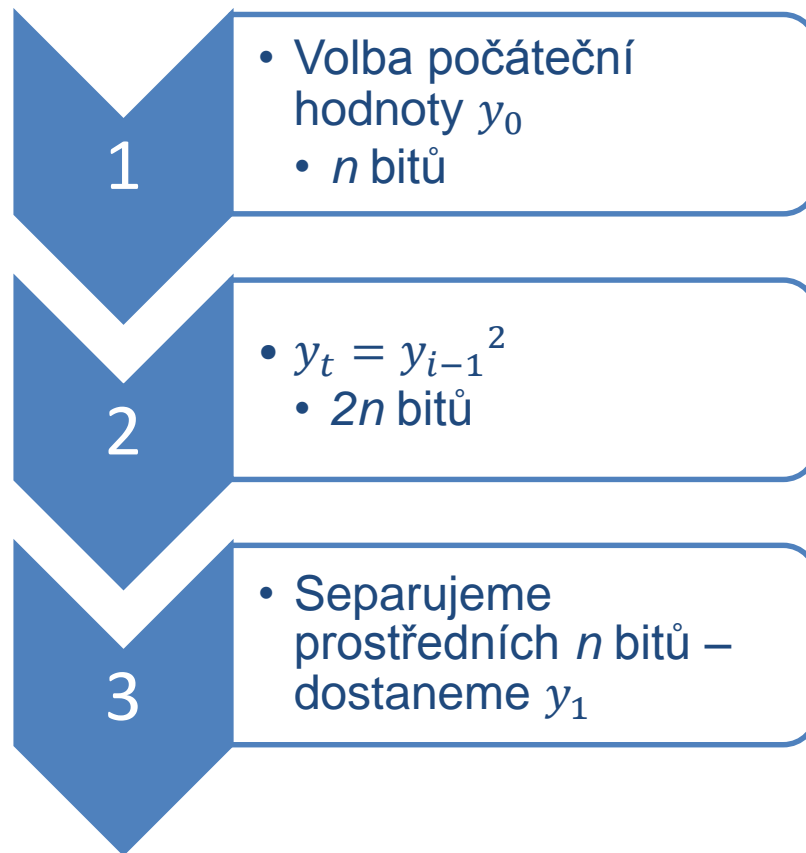 1
• Volba počáteční
hodnoty y₀
• n bitů
2
• yₜ = yᵢ₋₁²
• 2n bitů
3
• Separujeme
prostředních n bitů –
dostaneme y₁